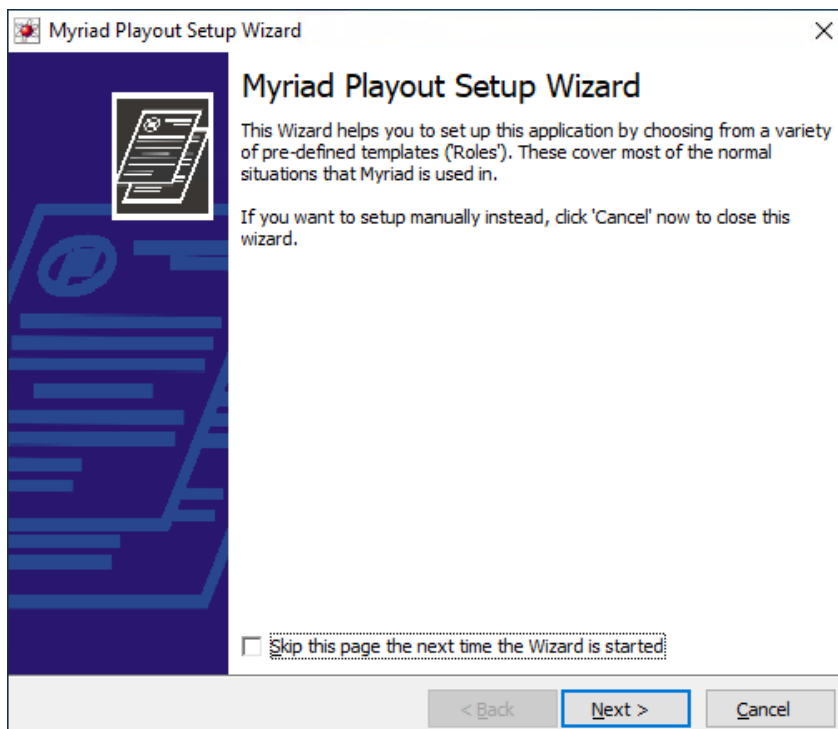 Myriad Playout Setup Wizard
Myriad Playout Setup Wizard
This Wizard helps you to set up this application by choosing from a variety
of pre-defined templates ('Roles'). These cover most of the normal
situations that Myriad is used in.
If you want to setup manually instead, click 'Cancel' now to close this
wizard.
Skip this page the next time the Wizard is started
< Back
Next >
Cancel